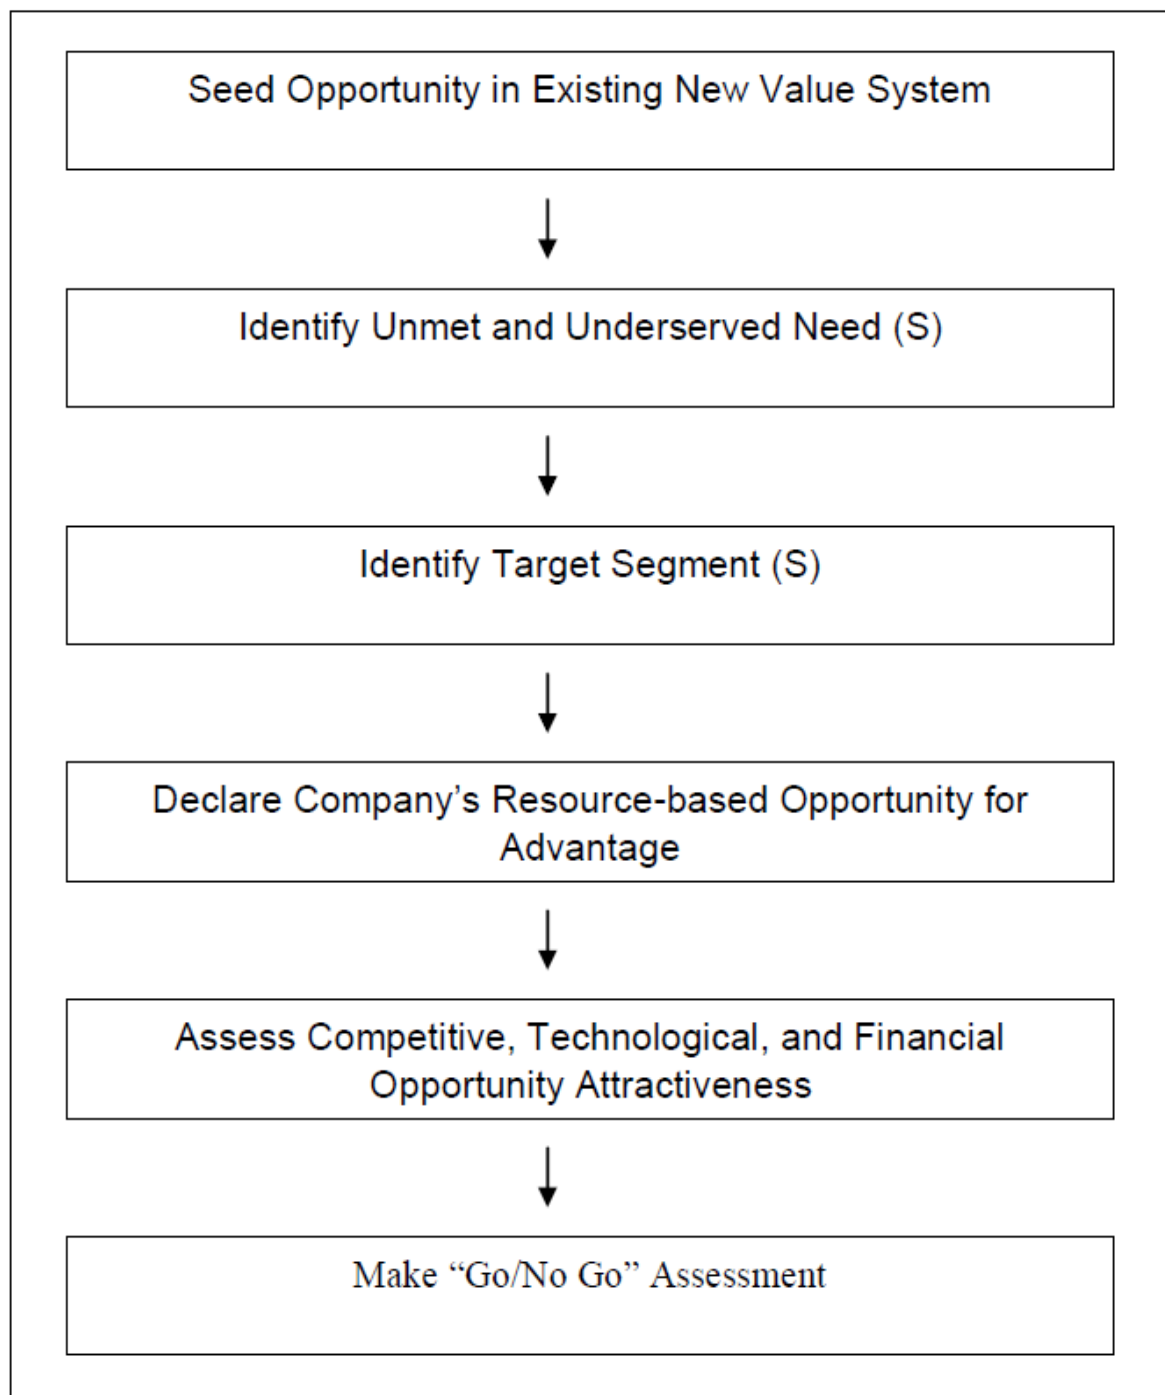 Seed Opportunity in Existing New Value System
Identify Unmet and Underserved Need (S)
Identify Target Segment (S)
Declare Company’s Resource-based Opportunity for
Advantage
Assess Competitive, Technological, and Financial
Opportunity Attractiveness
Make “Go/No Go” Assessment